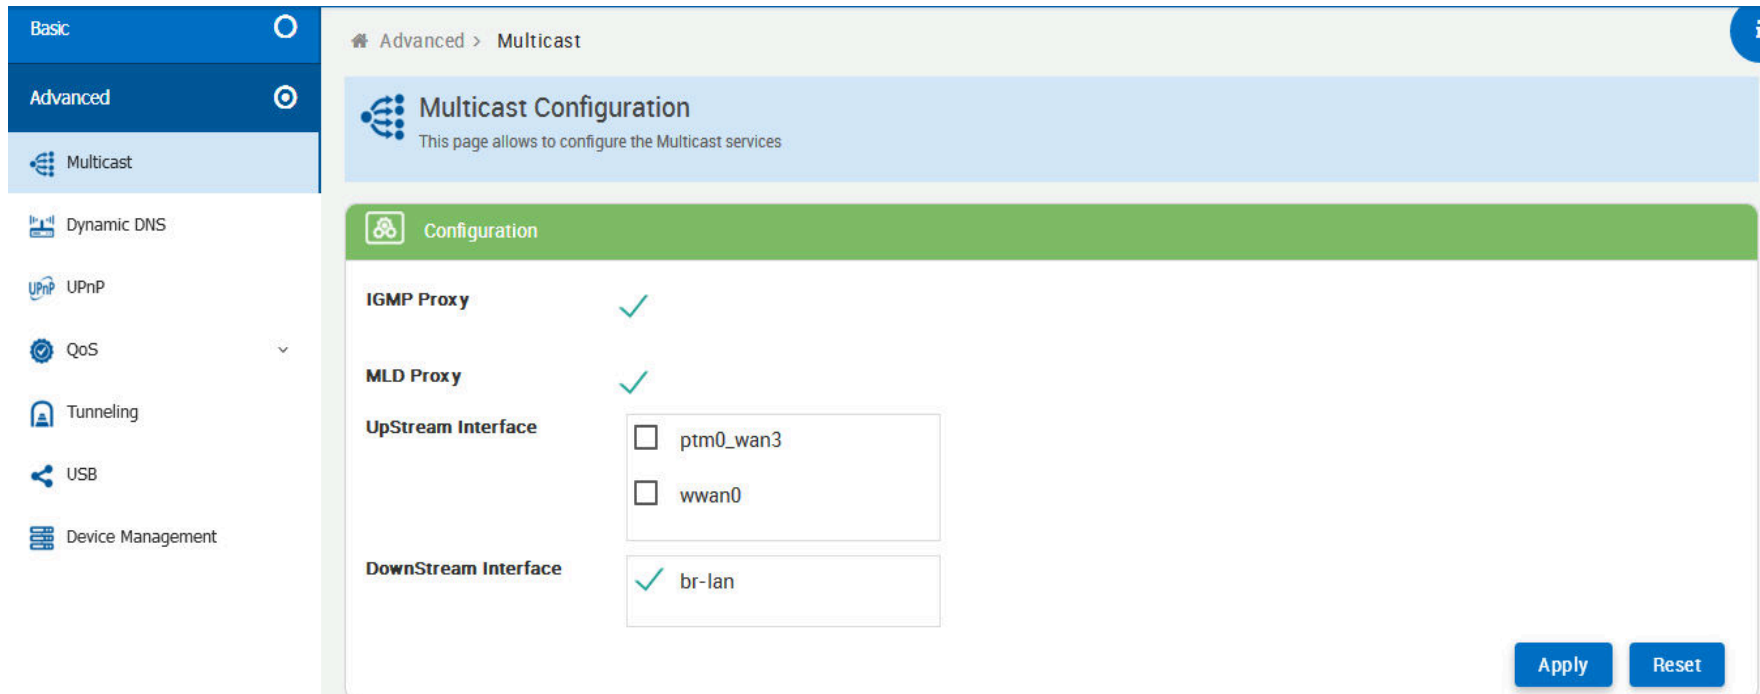 Basic
Advanced
Multicast
Dynamic DNS
UPnP UPnP
QoS
Tunneling
USB
Device Management
Advanced > Multicast
Multicast Configuration
This page allows to configure the Multicast services
Configuration
IGMP Proxy
MLD Proxy
UpStream Interface
ptm0_wan3
wwan0
DownStream Interface
br-lan
Apply Reset